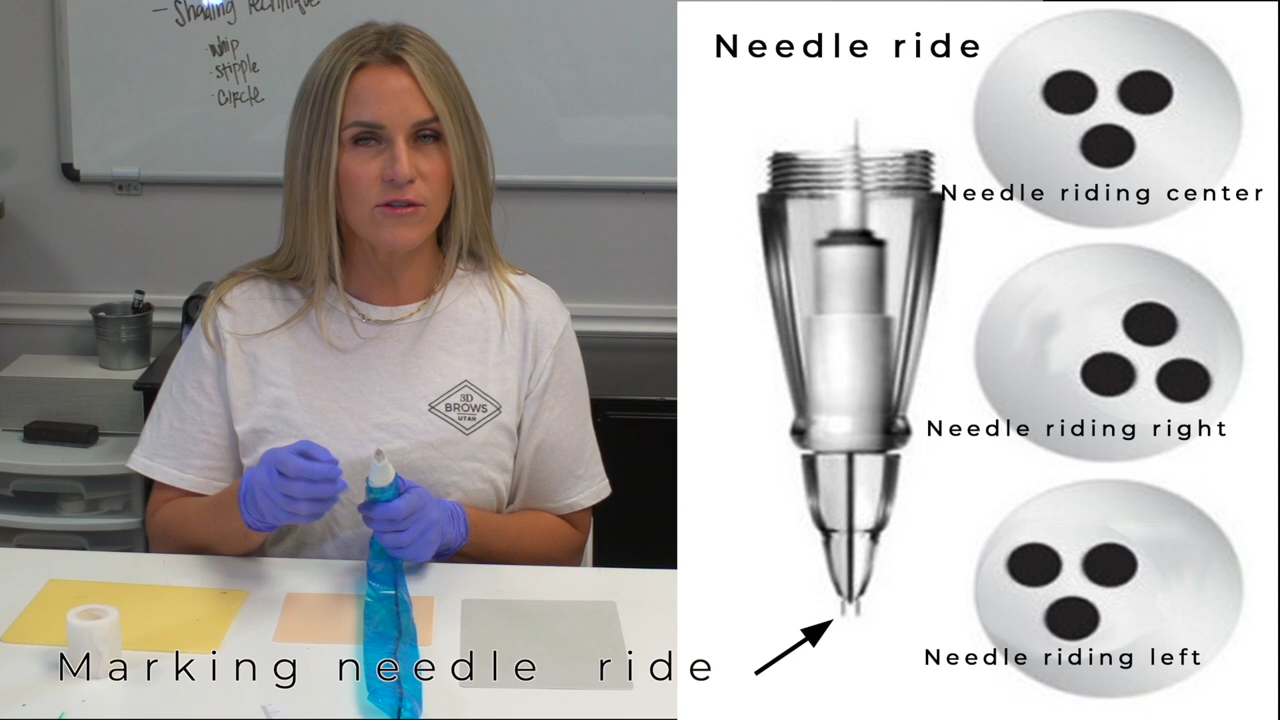 - Shading Technique
· whip
· stipple
· Circle
3D
BROWS
UTAH
Marking needle ride
Needle ride
Needle riding center
Needle riding right
Needle riding left